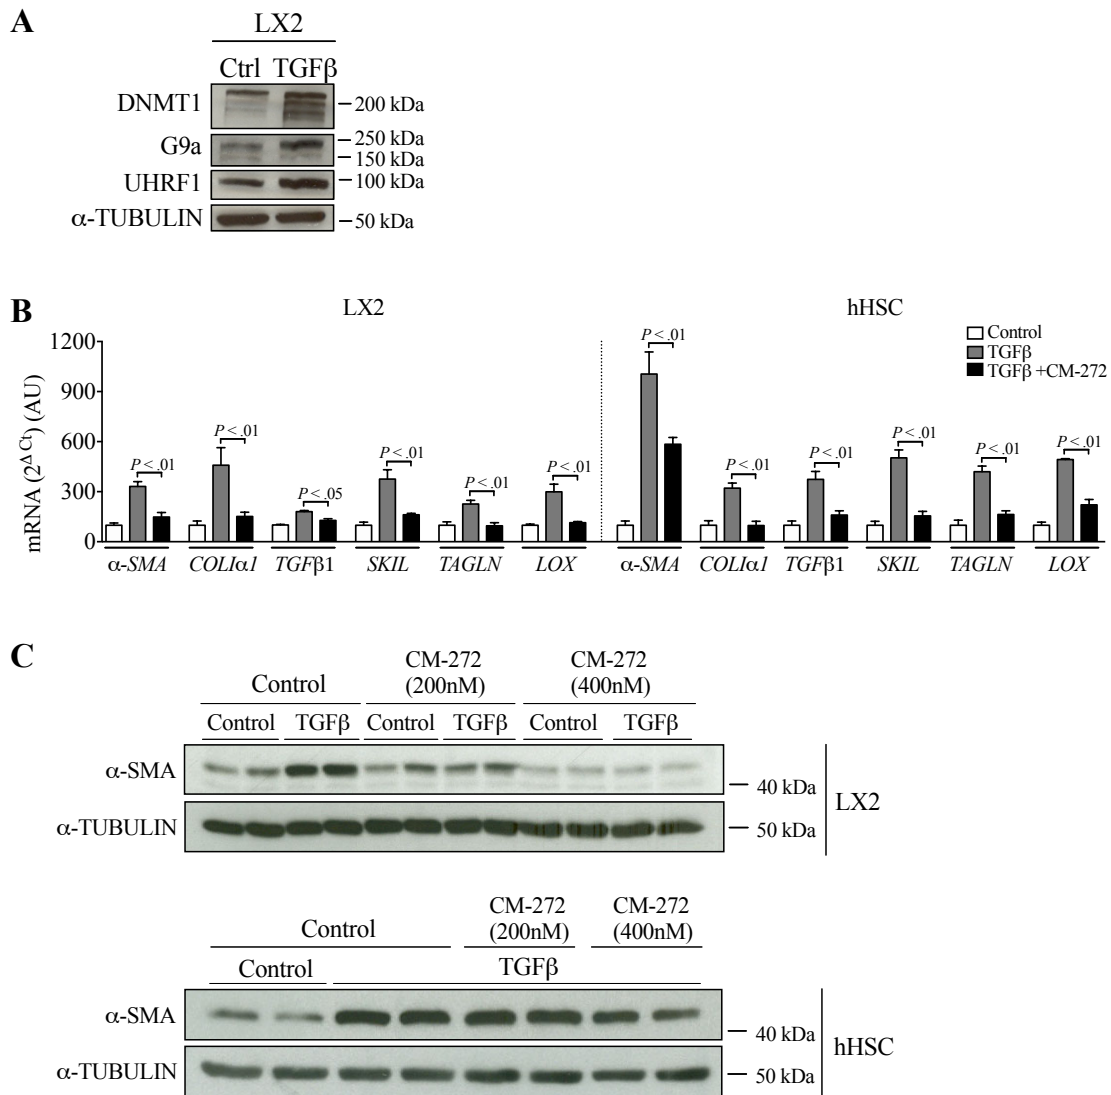 A
LX2
Ctrl TGFβ
DNMT1
200 kDa
G9a
250 kDa
150 kDa
UHRF1
100 kDa
α-TUBULIN
50 kDa
B
LX2
hHSC
Control
TGFβ
TGFβ +CM-272
mRNA (2^ΔCt) (AU)
1200
900
600
300
0
P < .01
P < .01
P < .05
P < .01
P < .01
P < .01
P < .01
P < .01
P < .01
P < .01
P < .01
P < .01
α-SMA COLIα1 TGFβ1 SKIL TAGLN LOX α-SMA COLIα1 TGFβ1 SKIL TAGLN LOX
C
Control
CM-272
(200nM)
CM-272
(400nM)
Control TGFβ Control TGFβ Control TGFβ
α-SMA
40 kDa
α-TUBULIN
50 kDa
LX2
Control
CM-272
(200nM)
CM-272
(400nM)
Control TGFβ
α-SMA
40 kDa
α-TUBULIN
50 kDa
hHSC